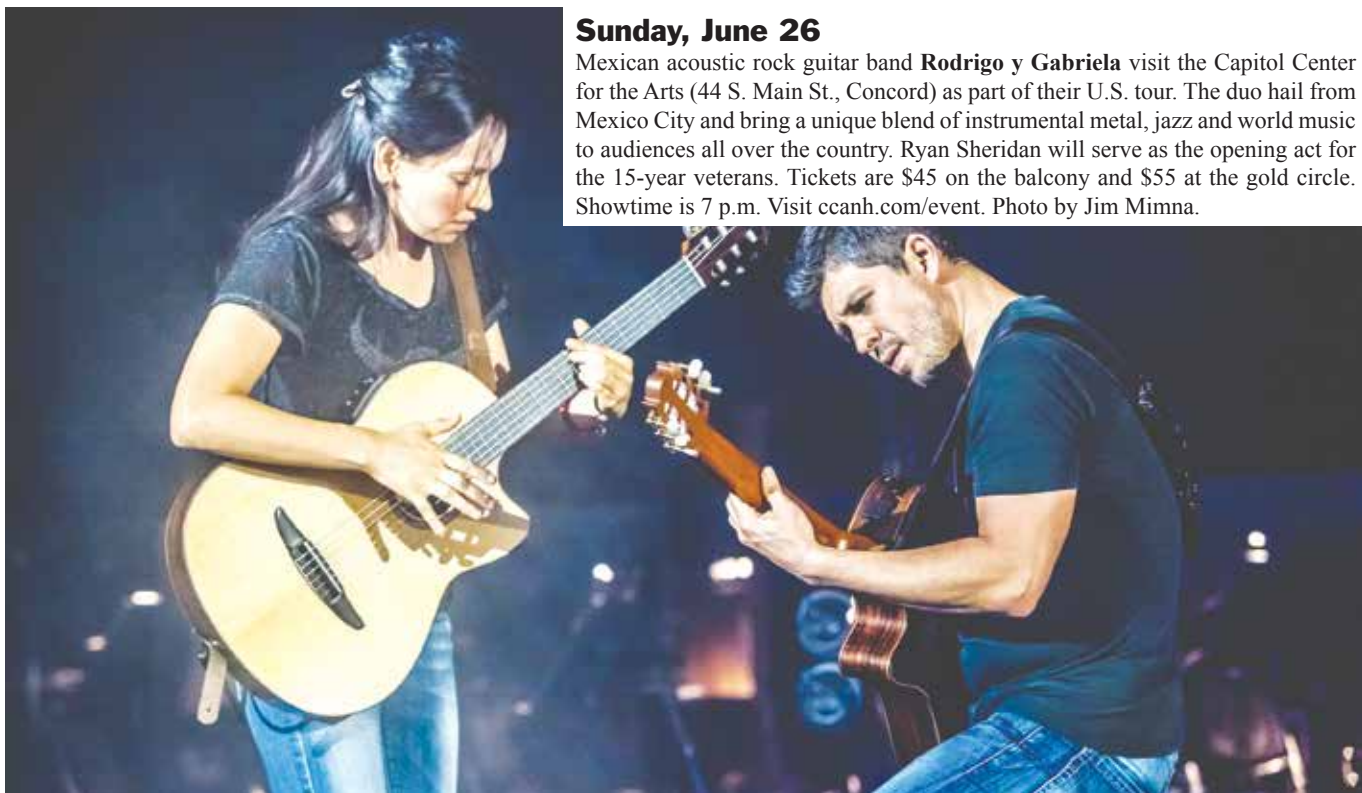 Sunday, June 26
Mexican acoustic rock guitar band Rodrigo y Gabriela visit the Capitol Center
for the Arts (44 S. Main St., Concord) as part of their U.S. tour. The duo hail from
Mexico City and bring a unique blend of instrumental metal, jazz and world music
to audiences all over the country. Ryan Sheridan will serve as the opening act for
the 15-year veterans. Tickets are $45 on the balcony and $55 at the gold circle.
Showtime is 7 p.m. Visit ccanh.com/event. Photo by Jim Mimna.